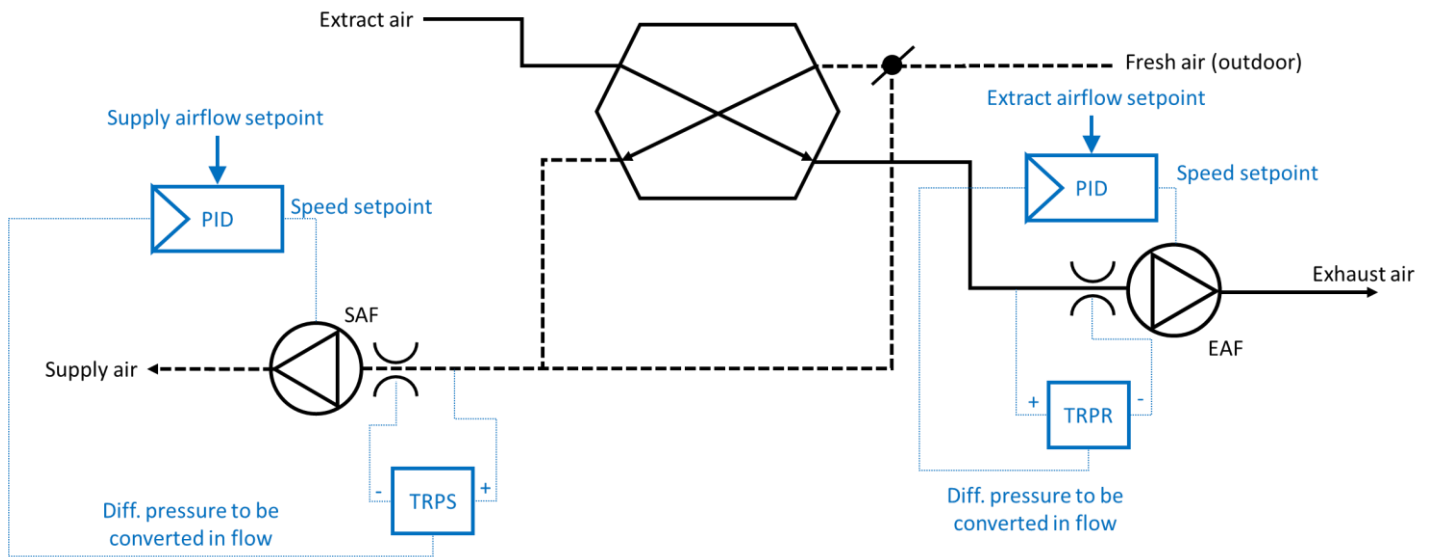 Extract air
Fresh air (outdoor)
Supply airflow setpoint
Extract airflow setpoint
PID
Speed setpoint
PID
Speed setpoint
SAF
Supply air
Exhaust air
EAF
+
TRPR
-
-
TRPS
+
Diff. pressure to be
converted in flow
Diff. pressure to be
converted in flow